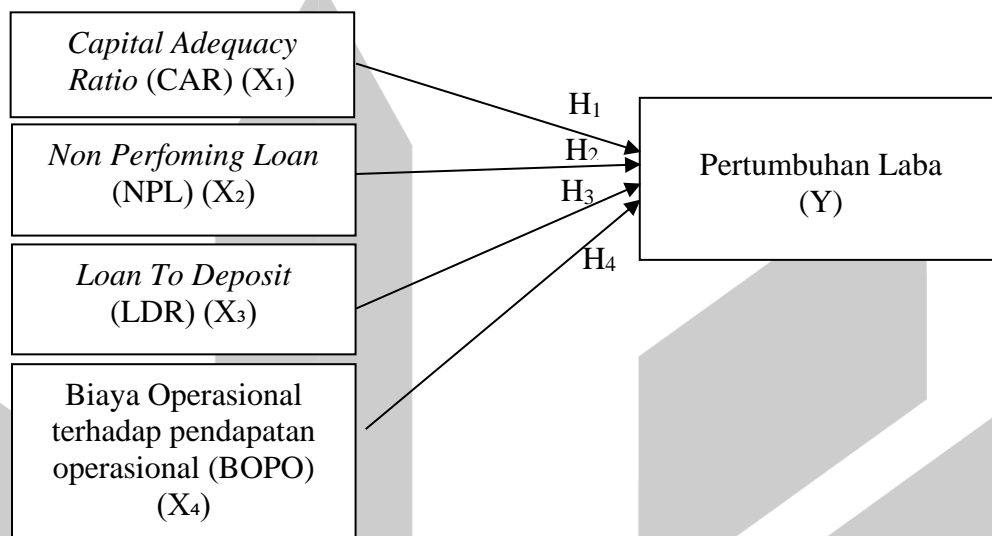 Capital Adequacy
Ratio (CAR) (X₁)
H₁
Non Perfoming Loan
(NPL) (X₂)
H₂
Pertumbuhan Laba
(Y)
H₃
Loan To Deposit
(LDR) (X₃)
H₄
Biaya Operasional
terhadap pendapatan
operasional (BOPO)
(X₄)